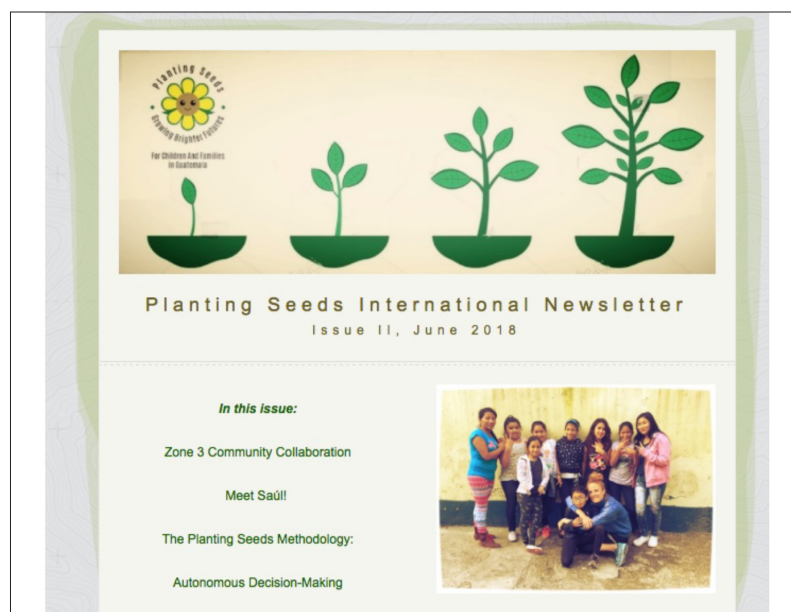 Planting Seeds
Growing Brighter Futures
For Children And Families
in Guatemala
Planting Seeds International Newsletter
Issue II, June 2018
In this issue:
Zone 3 Community Collaboration
Meet Saúl!
The Planting Seeds Methodology:
Autonomous Decision-Making